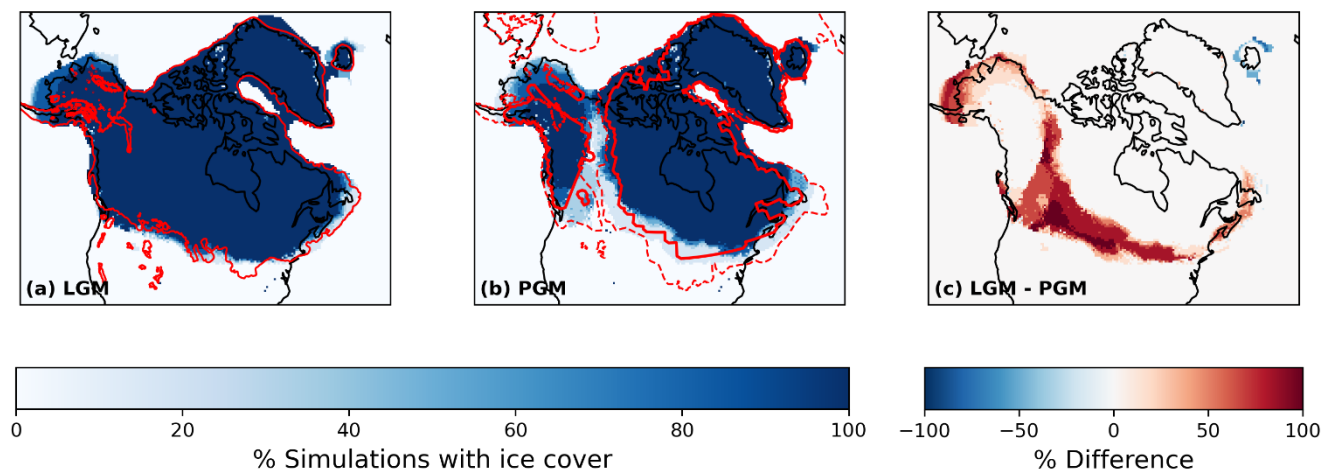 (a) LGM
(b) PGM
(c) LGM - PGM
0 20 40 60 80 100
% Simulations with ice cover
−100 −50 0 50 100
% Difference